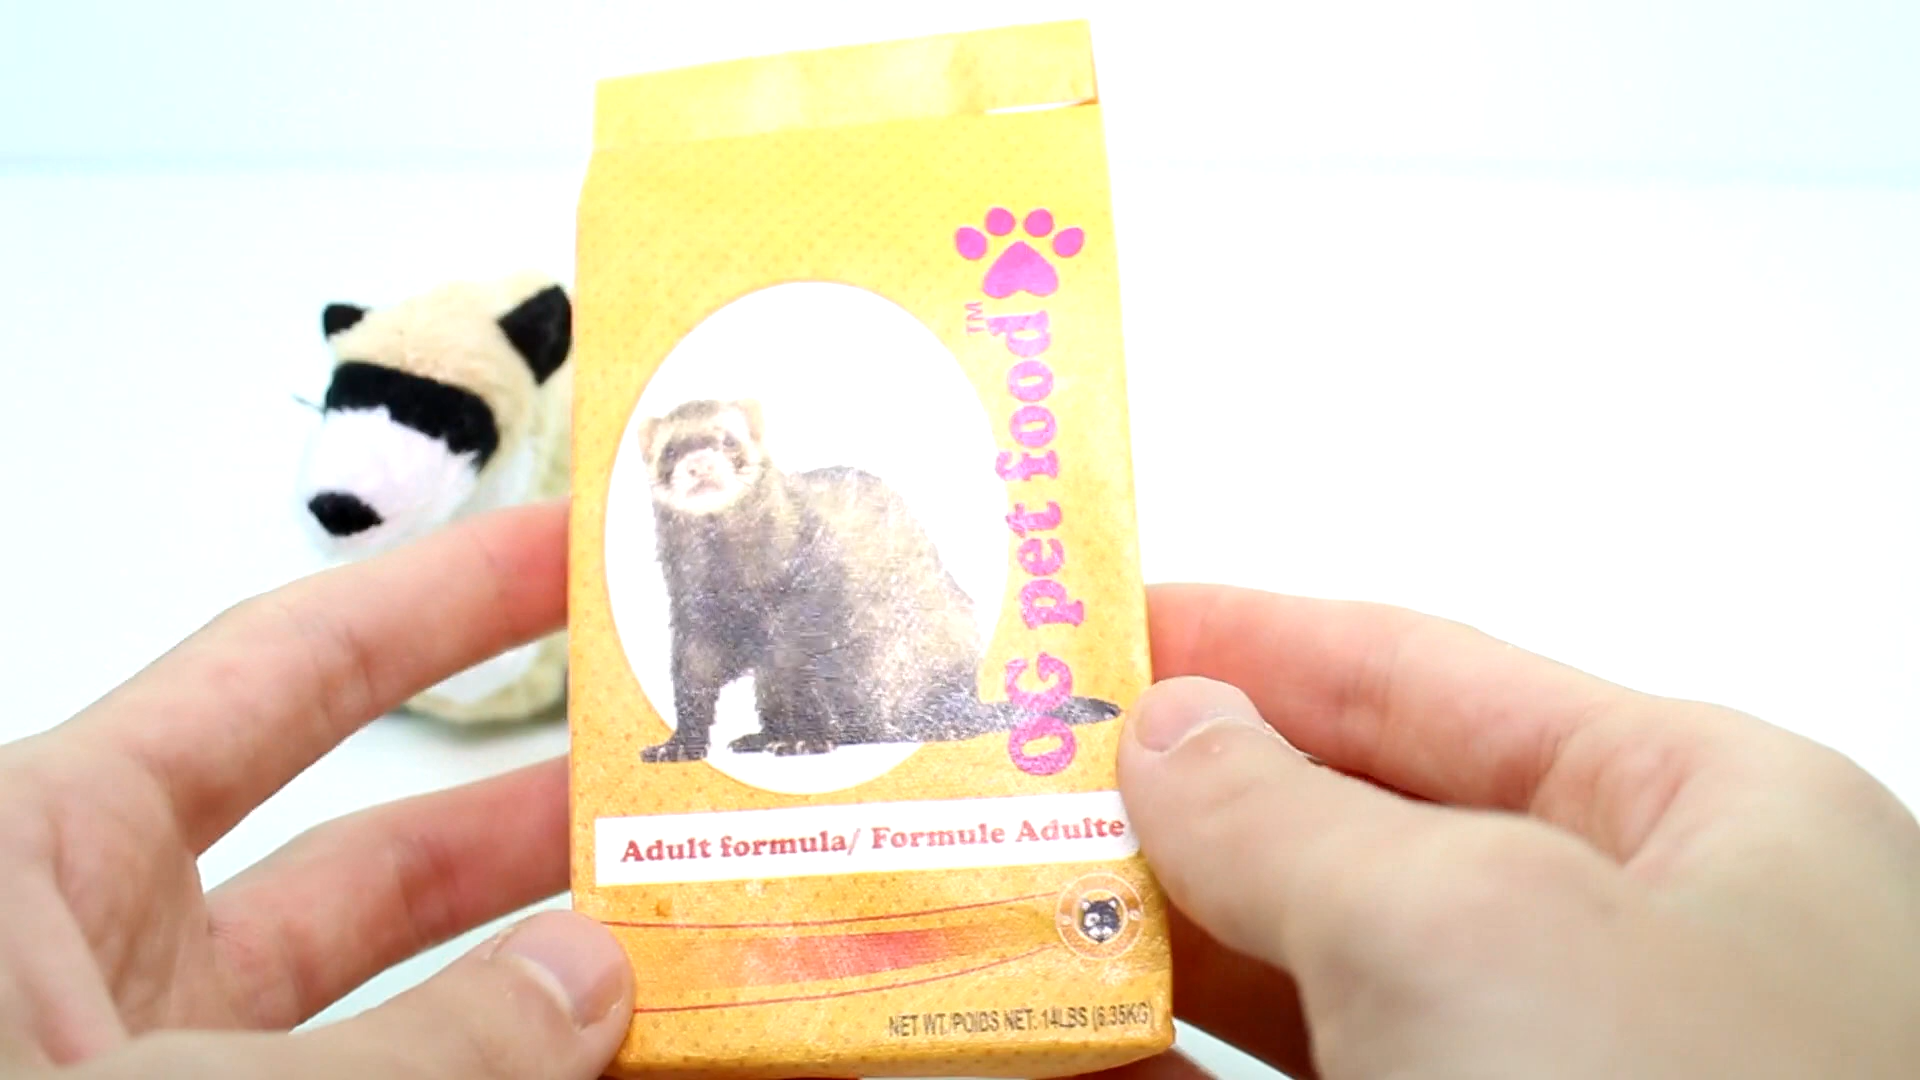 OG pet food™
Adult formula/ Formule Adulte
NET WT/POIDS NET: 14LBS (6.35KG)